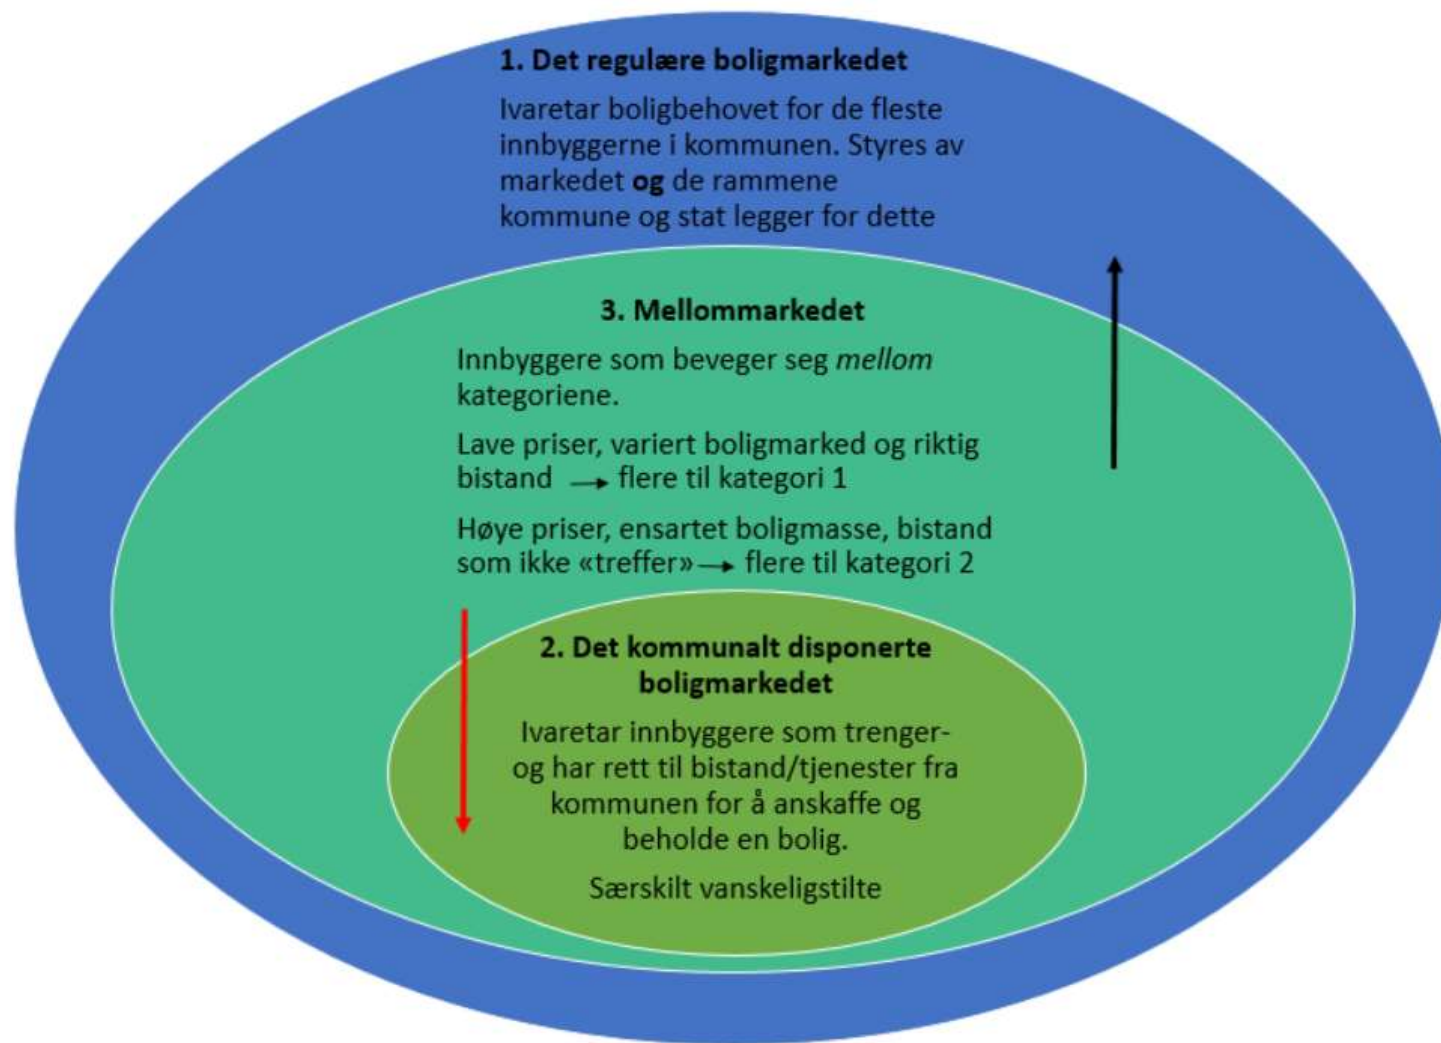 1. Det regulære boligmarkedet
Ivaretar boligbehovet for de fleste
innbyggerne i kommunen. Styres av
markedet og de rammene
kommune og stat legger for dette
3. Mellommarkedet
Innbyggere som beveger seg mellom
kategoriene.
Lave priser, variert boligmarked og riktig
bistand → flere til kategori 1
Høye priser, ensartet boligmasse, bistand
som ikke «treffer» → flere til kategori 2
2. Det kommunalt disponerte
boligmarkedet
Ivaretar innbyggere som trenger-
og har rett til bistand/tjenester fra
kommunen for å anskaffe og
beholde en bolig.
Særskilt vanskeligstilte